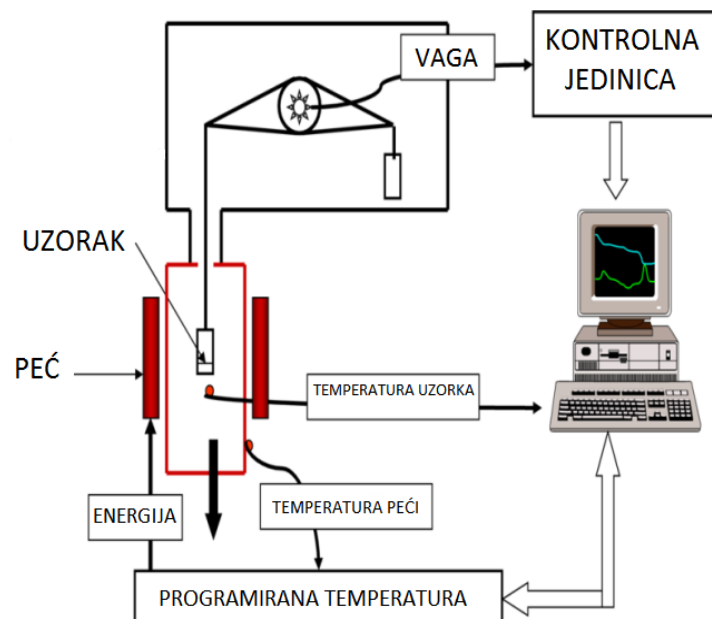 VAGA
KONTROLNA
JEDINICA
UZORAK
PEĆ
TEMPERATURA UZORKA
ENERGIJA
TEMPERATURA PEĆI
PROGRAMIRANA TEMPERATURA